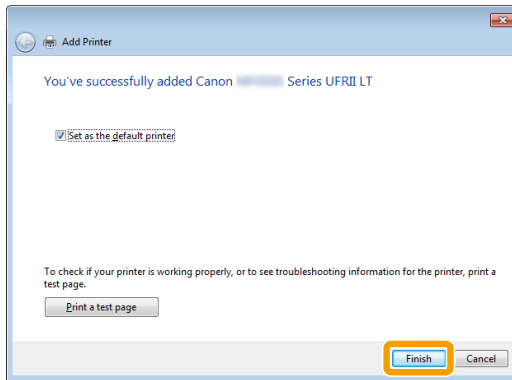 Add Printer
You've successfully added Canon Series UFRII LT
Set as the default printer
To check if your printer is working properly, or to see troubleshooting information for the printer, print a
test page.
Print a test page
Finish Cancel